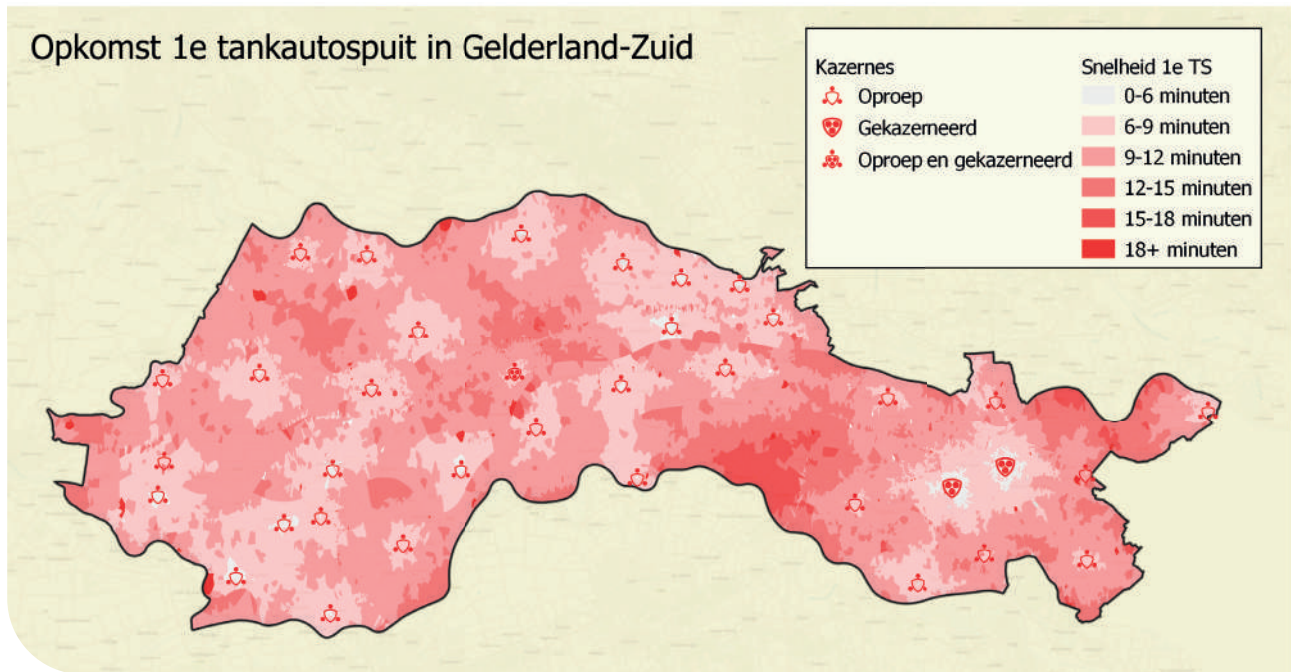 Opkomst 1e tankautospuit in Gelderland-Zuid
Kazernes
Oproep
Gekazerneerd
Oproep en gekazerneerd
Snelheid 1e TS
0-6 minuten
6-9 minuten
9-12 minuten
12-15 minuten
15-18 minuten
18+ minuten